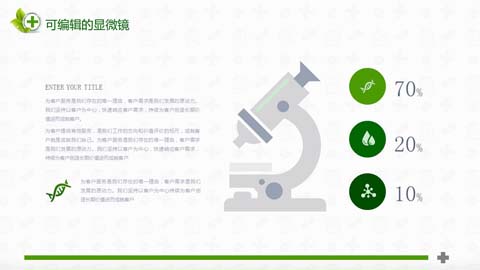 可编辑的显微镜
ENTER YOUR TITLE
为客户服务是我们存在的唯一理由，客户需求是我们发展的原动力。
我们坚持以客户为中心，快速响应客户需求，持续为客户创造长期价
值进而成就客户
为客户提供有效服务，是我们工作的方向和价值评价的标尺，成就客
户就是成就我们自己。为客户服务是我们存在的唯一理由，客户需求
是我们发展的原动力。我们坚持以客户为中心，快速响应客户需求，
持续为客户创造长期价值进而成就客户
为客户服务是我们存在的唯一理由，客户需求是我们
发展的原动力。我们坚持以客户为中心持续为客户创
造长期价值进而成就客户
70%
20%
10%